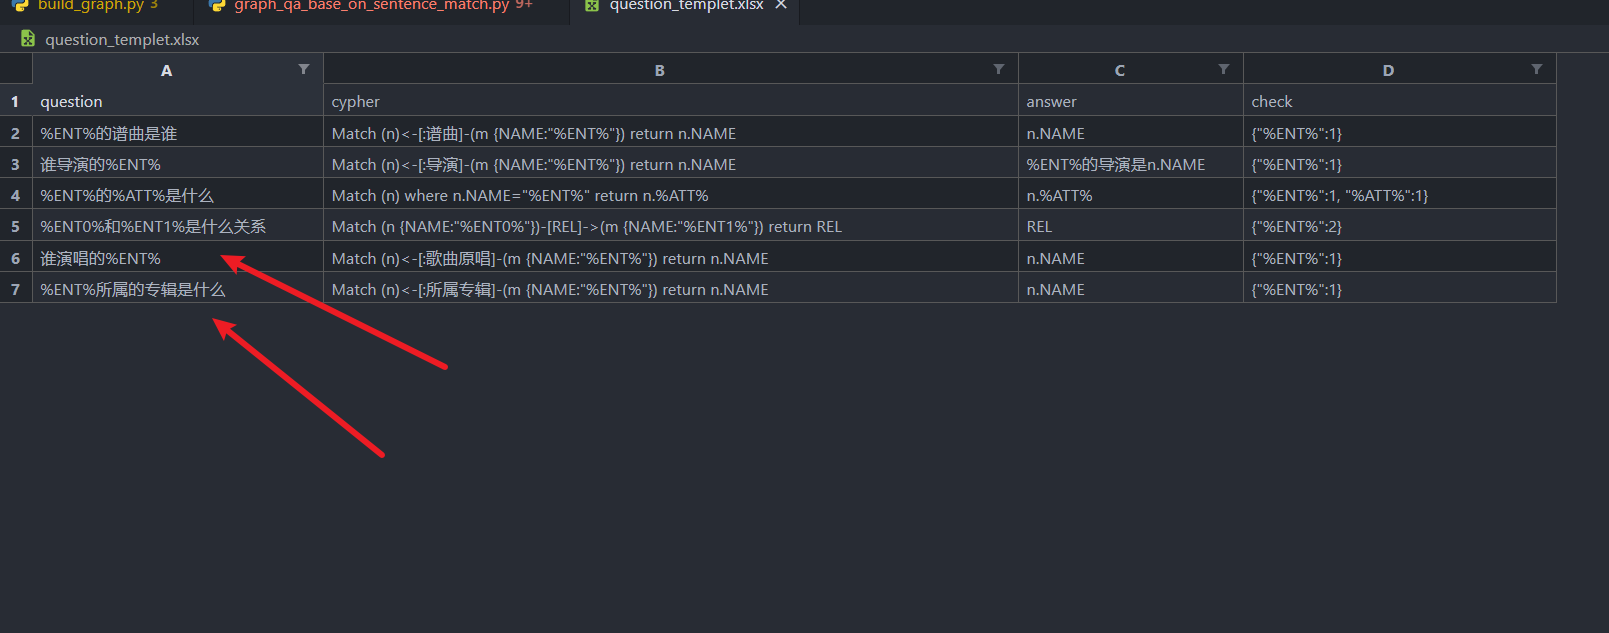 build_graph.py 3 graph_qa_base_on_sentence_match.py 9+ question_templet.xlsx
question_templet.xlsx
A B C D
1 question cypher answer check
2 %ENT%的谱曲是谁 Match (n)<-[:谱曲]-(m {NAME:"%ENT%"}) return n.NAME n.NAME {"%ENT%":1}
3 谁导演的%ENT% Match (n)<-[:导演]-(m {NAME:"%ENT%"}) return n.NAME %ENT%的导演是n.NAME {"%ENT%":1}
4 %ENT%的%ATT%是什么 Match (n) where n.NAME="%ENT%" return n.%ATT% n.%ATT% {"%ENT%":1, "%ATT%":1}
5 %ENT0%和%ENT1%是什么关系 Match (n {NAME:"%ENT0%"})-[REL]->(m {NAME:"%ENT1%"}) return REL REL {"%ENT%":2}
6 谁演唱的%ENT% Match (n)<-[:歌曲原唱]-(m {NAME:"%ENT%"}) return n.NAME n.NAME {"%ENT%":1}
7 %ENT%所属的专辑是什么 Match (n)<-[:所属专辑]-(m {NAME:"%ENT%"}) return n.NAME n.NAME {"%ENT%":1}